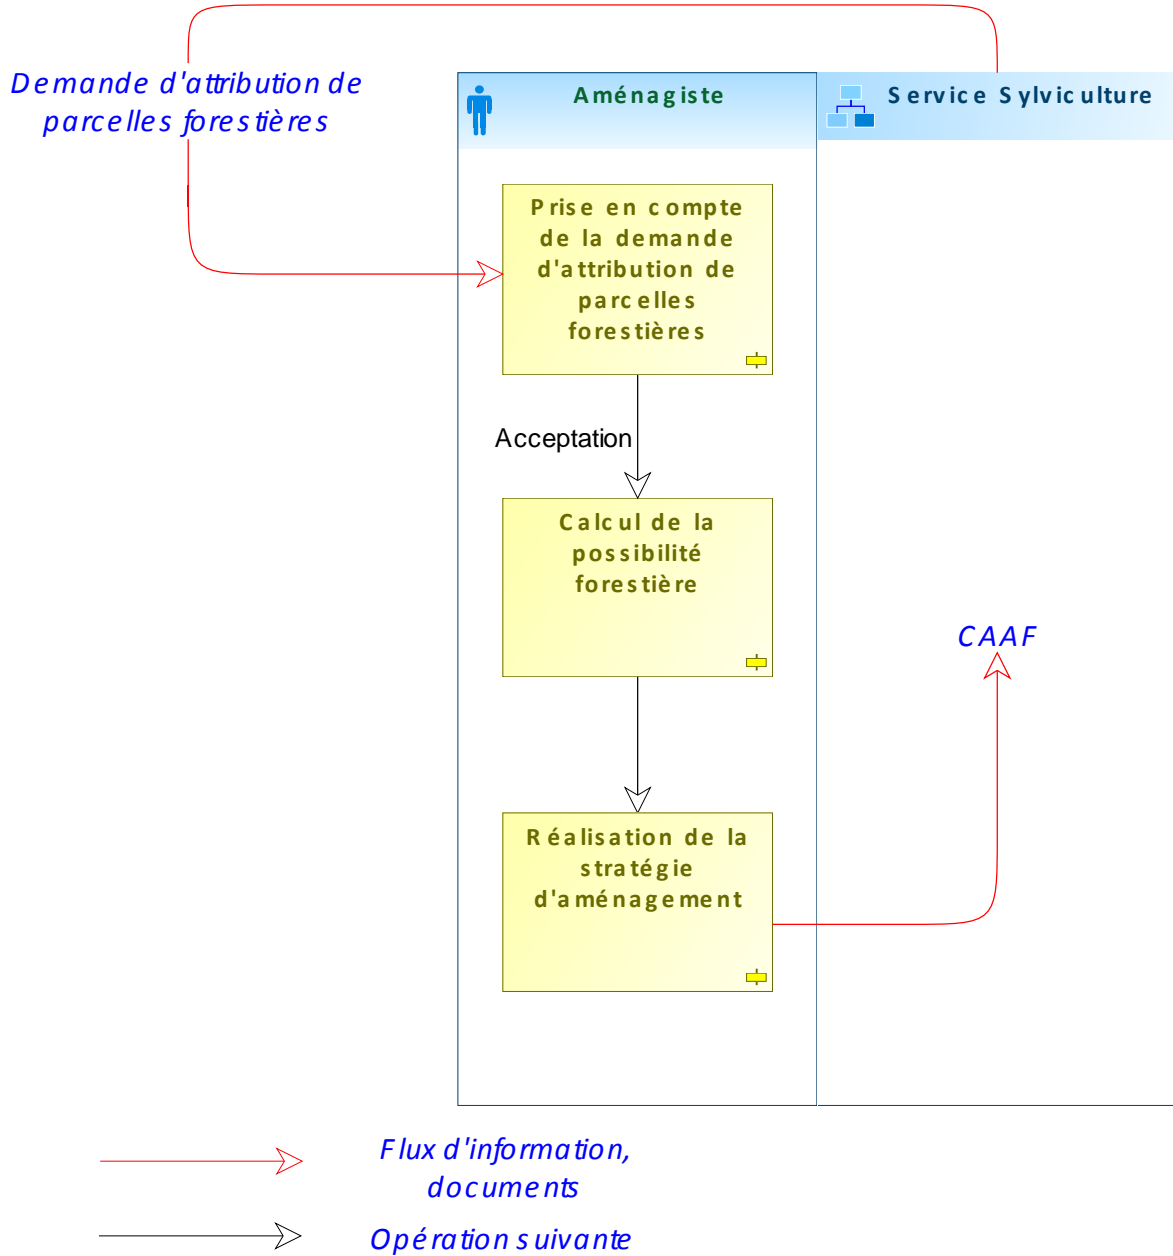 Demande d'attribution de
parcelles forestières
Aménagiste
Service Sylviculture
Prise en compte
de la demande
d'attribution de
parcelles
forestières
Acceptation
Calcul de la
possibilité
forestière
CAAF
Réalisation de la
stratégie
d'aménagement
Flux d'information,
documents
Opération suivante